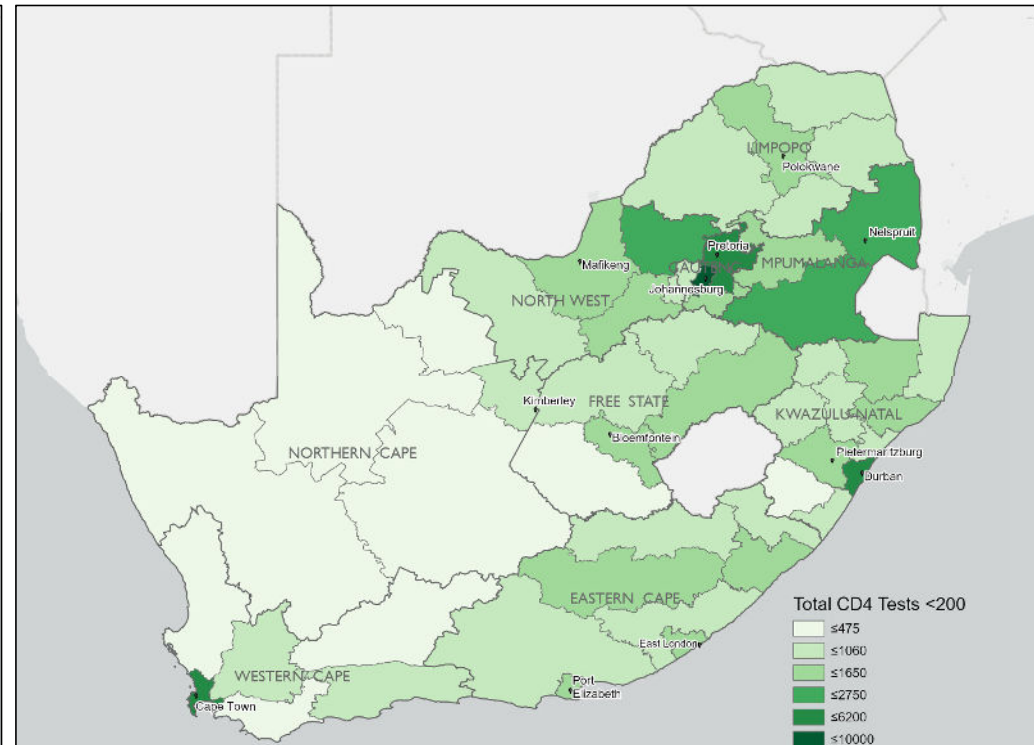 LIMPOPO
Polokwane
Nelspruit
Pretoria
Mafikeng
GAUTENG
MPUMALANGA
Johannesburg
NORTH WEST
Kimberley
FREE STATE
KWAZULU-NATAL
Bloemfontein
NORTHERN CAPE
Pietermaritzburg
Durban
EASTERN CAPE
Total CD4 Tests <200
≤475
≤1060
East London
≤1650
WESTERN CAPE
Port
Elizabeth
≤2750
Cape Town
≤6200
≤10000